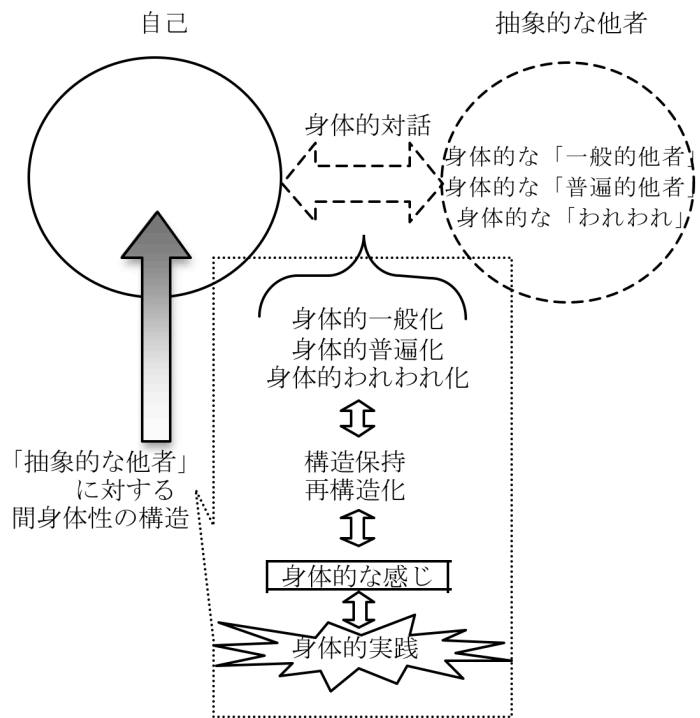 自己
抽象的な他者
身体的対話
身体的な「一般的他者」
身体的な「普遍的他者」
身体的な「われわれ」
身体的一般化
身体的普遍化
身体的われわれ化
「抽象的な他者」
に対する
間身体性の構造
構造保持
再構造化
身体的な感じ
身体的実践